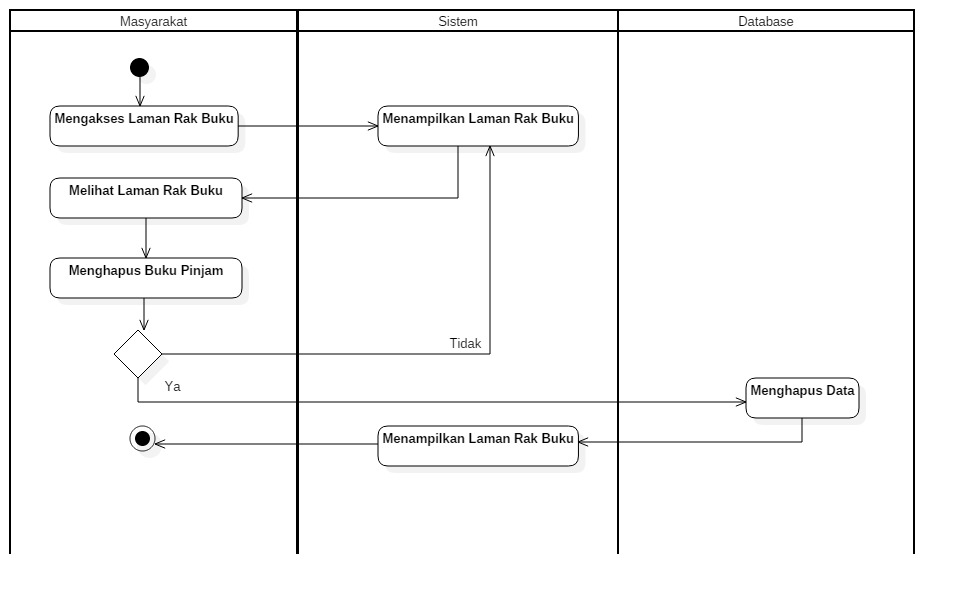 Masyarakat
Sistem
Database
Mengakses Laman Rak Buku
Menampilkan Laman Rak Buku
Melihat Laman Rak Buku
Menghapus Buku Pinjam
Tidak
Ya
Menghapus Data
Menampilkan Laman Rak Buku